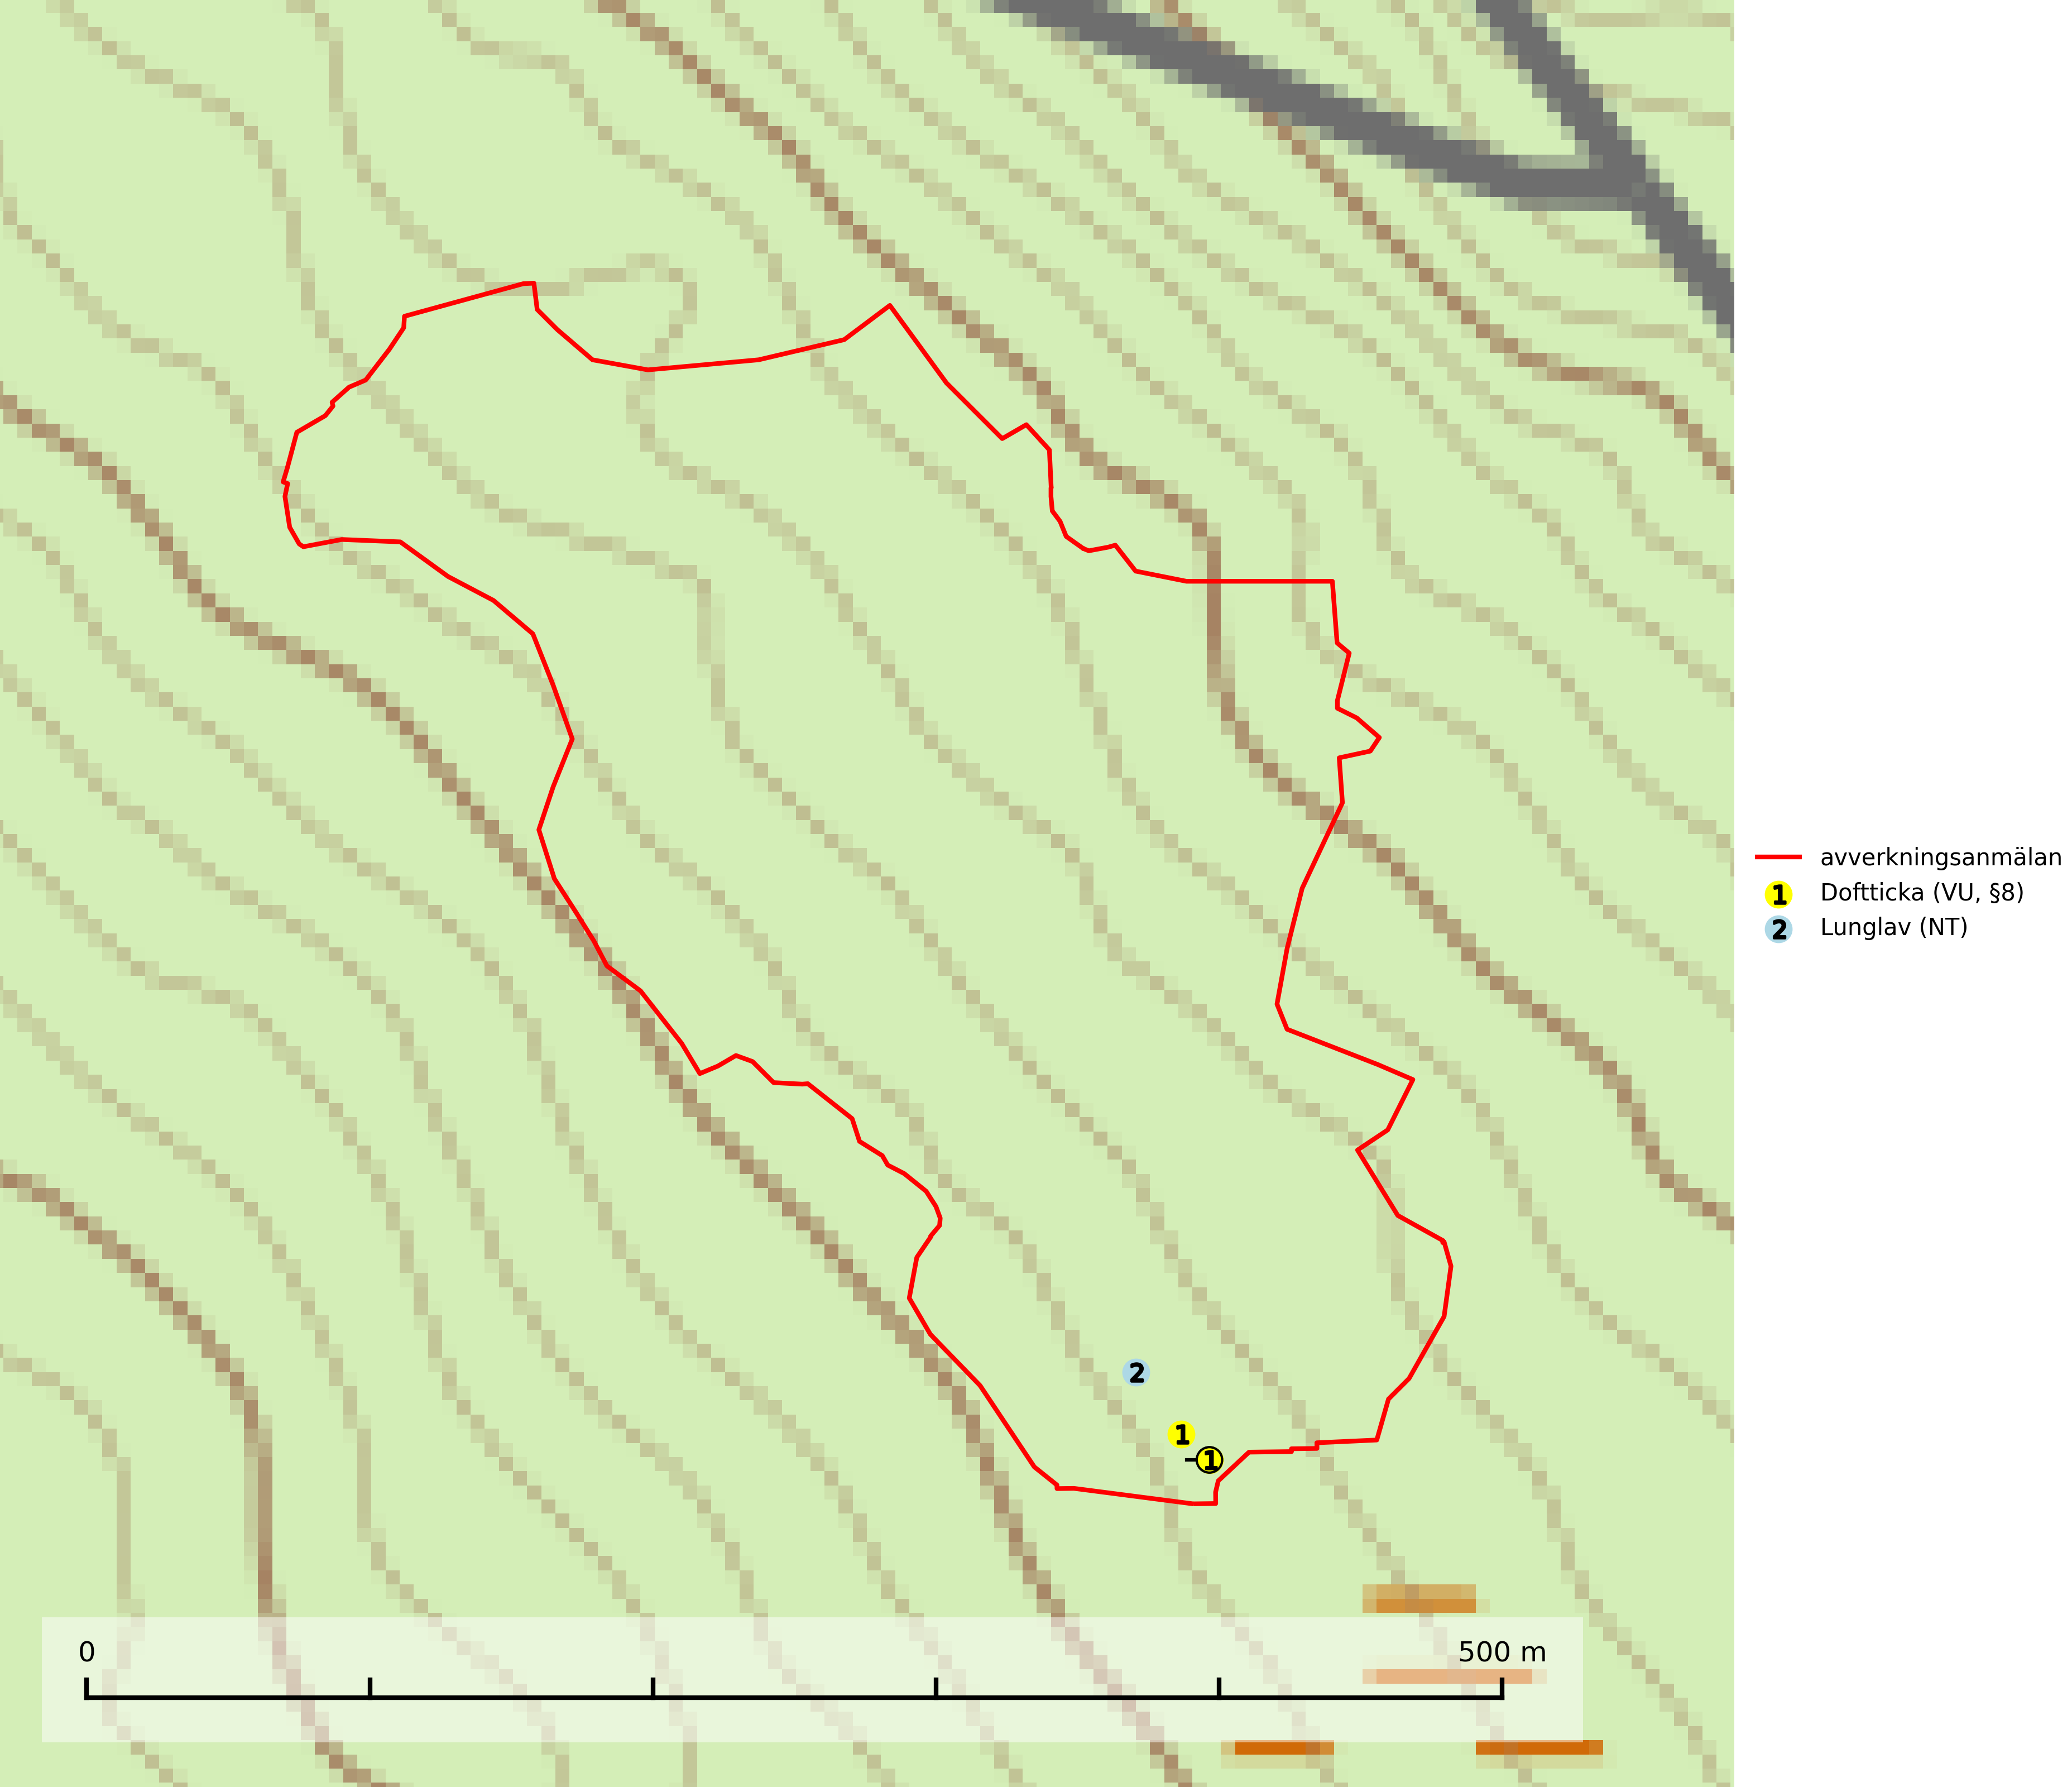 avverkningsanmälan
1 Doftticka (VU, §8)
2 Lunglav (NT)
2
1
1
0 500 m